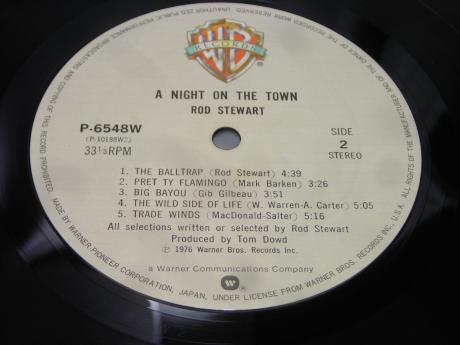 WB
RECORDS
A NIGHT ON THE TOWN
ROD STEWART
P-6548W
(P-10188W2)
33⅓RPM
SIDE
2
STEREO
1. THE BALLTRAP (Rod Stewart) 4:39
2. PRET TY FLAMINGO (Mark Barken) 3:26
3. BIG BAYOU (Gib Gilbeau) 3:51
4. THE WILD SIDE OF LIFE (W. Warren-A. Carter) 5:05
5. TRADE WINDS (MacDonald-Salter) 5:16
All selections written or selected by Rod Stewart
Produced by Tom Dowd
Ⓟ 1976 Warner Bros. Records Inc.
a Warner Communications Company
MADE BY WARNER-PIONEER CORPORATION, JAPAN, UNDER LICENSE FROM WARNER BROS. RECORDS INC., U.S.A. ALL RIGHTS OF THE MANUFACTURER AND OF THE OWNER OF THE RECORDED WORK RESERVED. UNAUTHORIZED PUBLIC PERFORMANCE, BROADCASTING AND COPYING OF THIS RECORD PROHIBITED.